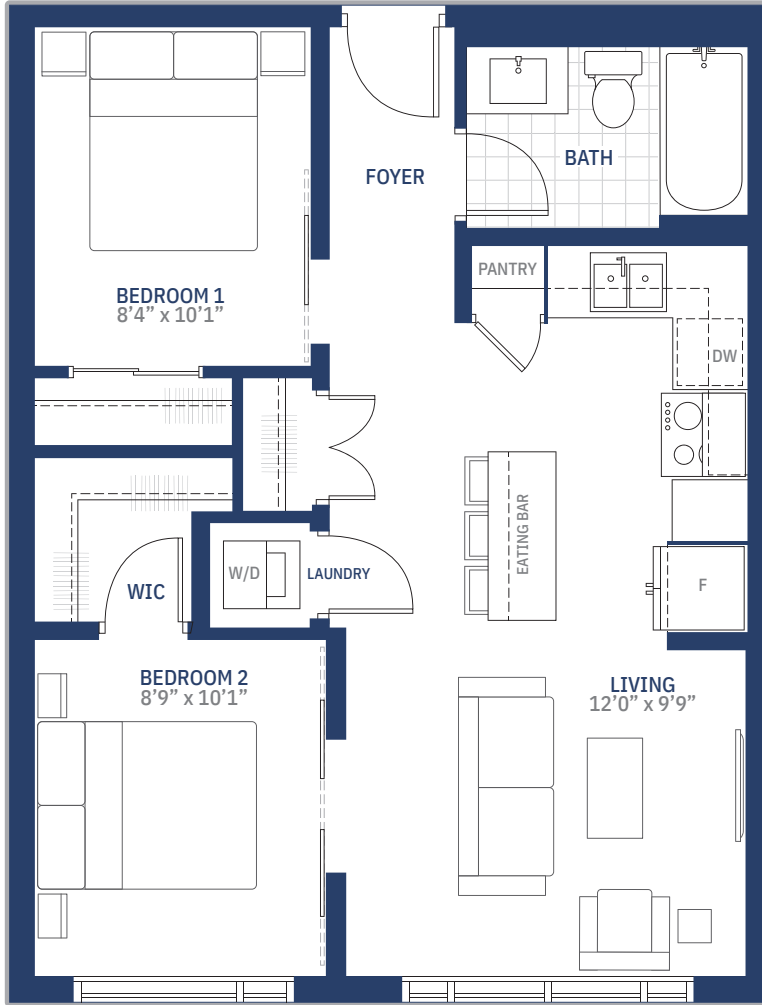 FOYER
BATH
PANTRY
BEDROOM 1
8’4” x 10’1”
DW
EATING BAR
W/D
LAUNDRY
WIC
F
BEDROOM 2
8’9” x 10’1”
LIVING
12’0” x 9’9”